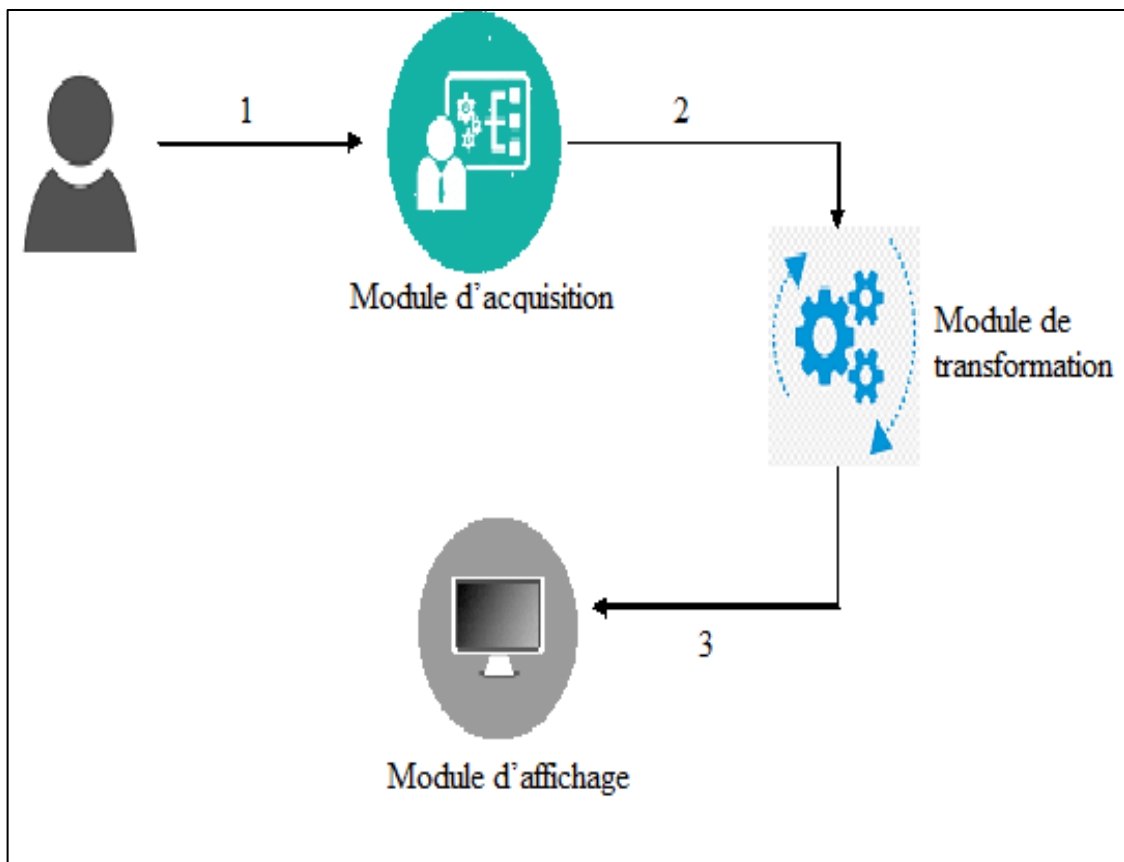 1
2
Module d'acquisition
Module de
transformation
3
Module d'affichage